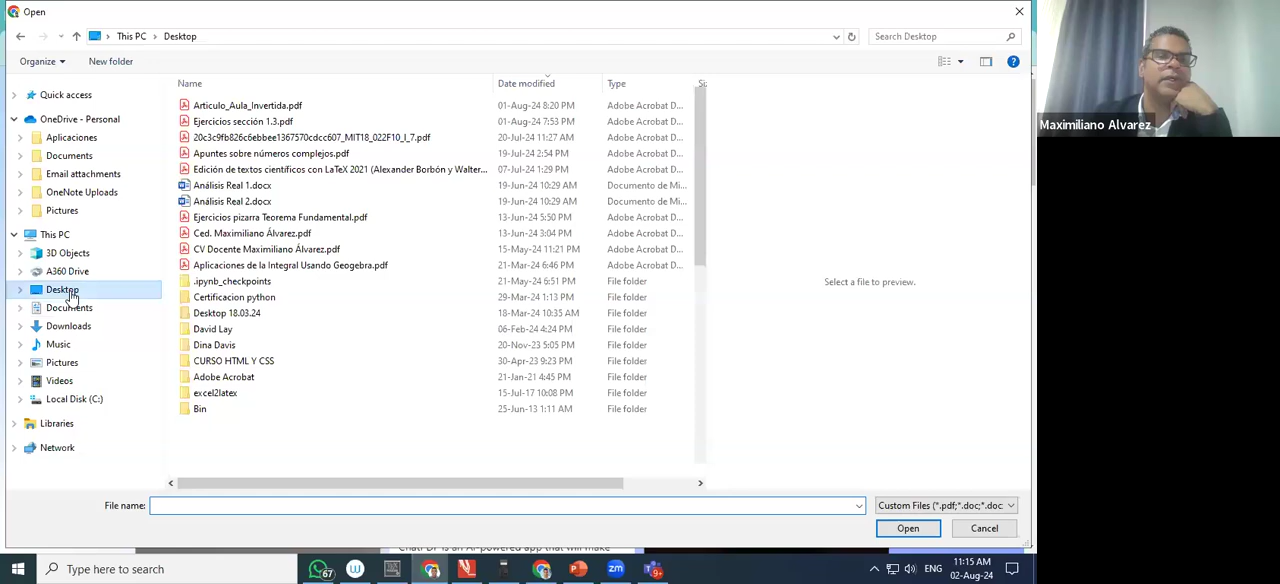 Open
This PC > Desktop
Search Desktop
Organize
New folder
Name
Date modified
Type
Quick access
OneDrive - Personal
Aplicaciones
Documents
Email attachments
OneNote Uploads
Pictures
This PC
3D Objects
A360 Drive
Desktop
Documents
Downloads
Music
Pictures
Videos
Local Disk (C:)
Libraries
Network
Articulo_Aula_Invertida.pdf 01-Aug-24 8:20 PM Adobe Acrobat D...
Ejercicios sección 1.3.pdf 01-Aug-24 7:53 PM Adobe Acrobat D...
20c3c9fb826c6ebbee1367570cdcc607_MIT18_022F10_l_7.pdf 20-Jul-24 11:27 AM Adobe Acrobat D...
Apuntes sobre números complejos.pdf 19-Jul-24 2:54 PM Adobe Acrobat D...
Edición de textos científicos con LaTeX 2021 (Alexander Borbón y Walter... 07-Jul-24 1:29 PM Adobe Acrobat D...
Análisis Real 1.docx 19-Jun-24 10:29 AM Documento de Mi...
Análisis Real 2.docx 19-Jun-24 10:29 AM Documento de Mi...
Ejercicios pizarra Teorema Fundamental.pdf 13-Jun-24 5:50 PM Adobe Acrobat D...
Ced. Maximiliano Álvarez.pdf 13-Jun-24 3:04 PM Adobe Acrobat D...
CV Docente Maximiliano Álvarez.pdf 15-May-24 11:21 PM Adobe Acrobat D...
Aplicaciones de la Integral Usando Geogebra.pdf 21-Mar-24 6:46 PM Adobe Acrobat D...
.ipynb_checkpoints 21-May-24 6:51 PM File folder
Certificacion python 29-Mar-24 1:13 PM File folder
Desktop 18.03.24 18-Mar-24 10:35 AM File folder
David Lay 06-Feb-24 4:24 PM File folder
Dina Davis 20-Nov-23 5:05 PM File folder
CURSO HTML Y CSS 30-Apr-23 9:23 PM File folder
Adobe Acrobat 21-Jan-21 4:45 PM File folder
excel2latex 15-Jul-17 10:08 PM File folder
Bin 25-Jun-13 1:11 AM File folder
Select a file to preview.
File name:
Custom Files (*.pdf;*.doc;*.doc
Open
Cancel
Maximiliano Alvarez
Type here to search
ENG
11:15 AM
02-Aug-24